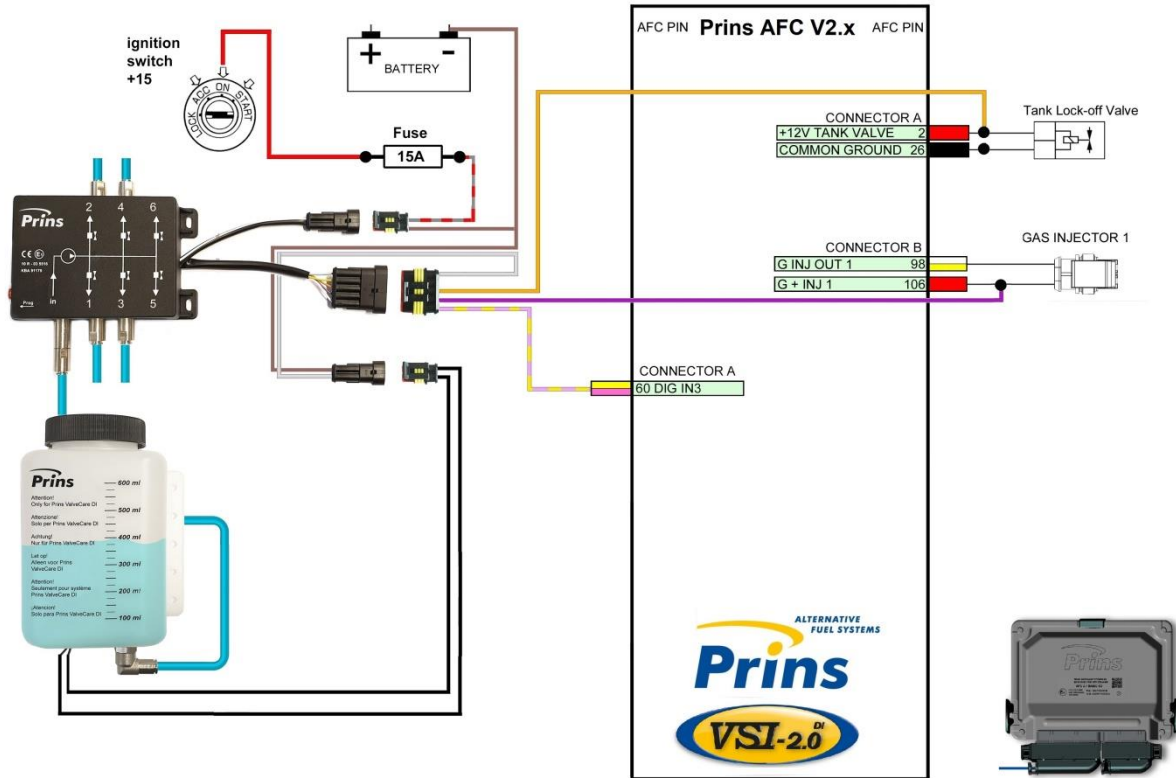 ignition
switch
+15
LOCK ACC ON START
+ -
BATTERY
Fuse
15A
AFC PIN Prins AFC V2.x AFC PIN
CONNECTOR A
+12V TANK VALVE 2
COMMON GROUND 26
Tank Lock-off Valve
CONNECTOR B
G INJ OUT 1 98
G + INJ 1 106
GAS INJECTOR 1
CONNECTOR A
60 DIG IN3
Prins
2 4 6
in
1 3 5
Prog
Prins
Attention!
Only for Prins ValveCare DI
Attenzione!
Solo per Prins ValveCare DI
Achtung!
Nur für Prins ValveCare DI
Let op!
Alleen voor Prins
ValveCare DI
Attention!
Seulement pour système
Prins ValveCare DI
¡Atencion!
Solo para Prins ValveCare DI
600 ml
500 ml
400 ml
300 ml
200 ml
100 ml
ALTERNATIVE
FUEL SYSTEMS
Prins
VSI-2.0 DI
Prins